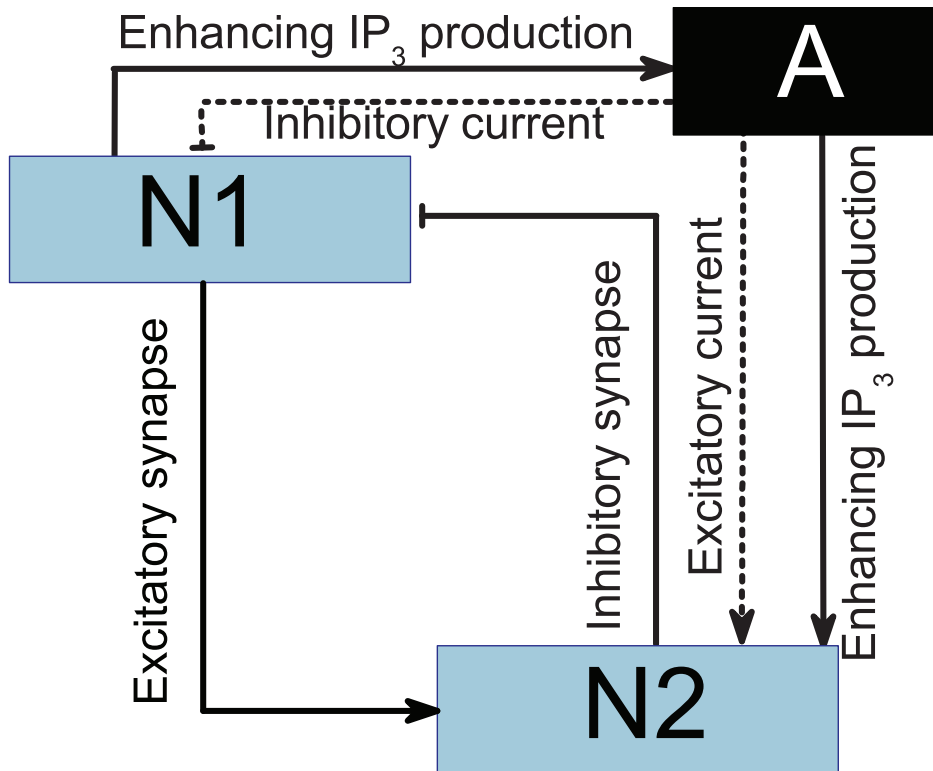 Enhancing IP3 production
A
Inhibitory current
N1
Excitatory synapse
Inhibitory synapse
Excitatory current
Enhancing IP3 production
N2